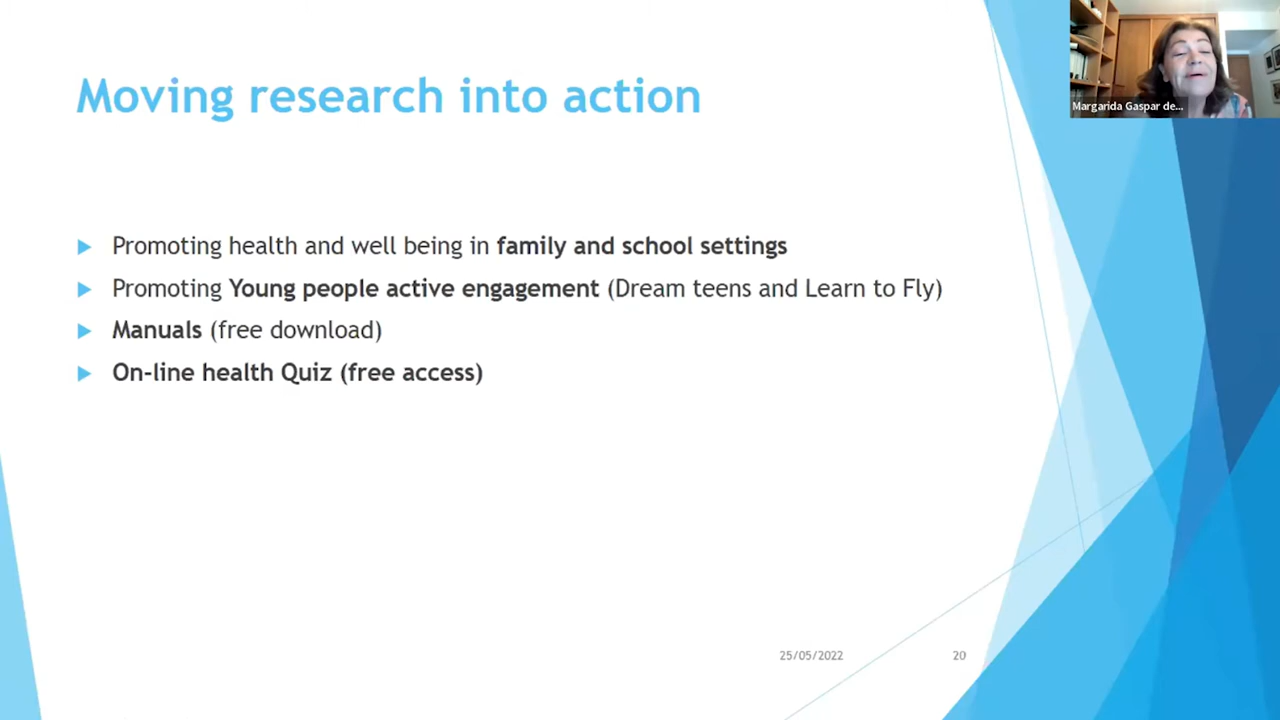 Moving research into action
Margarida Gaspar de...
Promoting health and well being in family and school settings
Promoting Young people active engagement (Dream teens and Learn to Fly)
Manuals (free download)
On-line health Quiz (free access)
25/05/2022
20